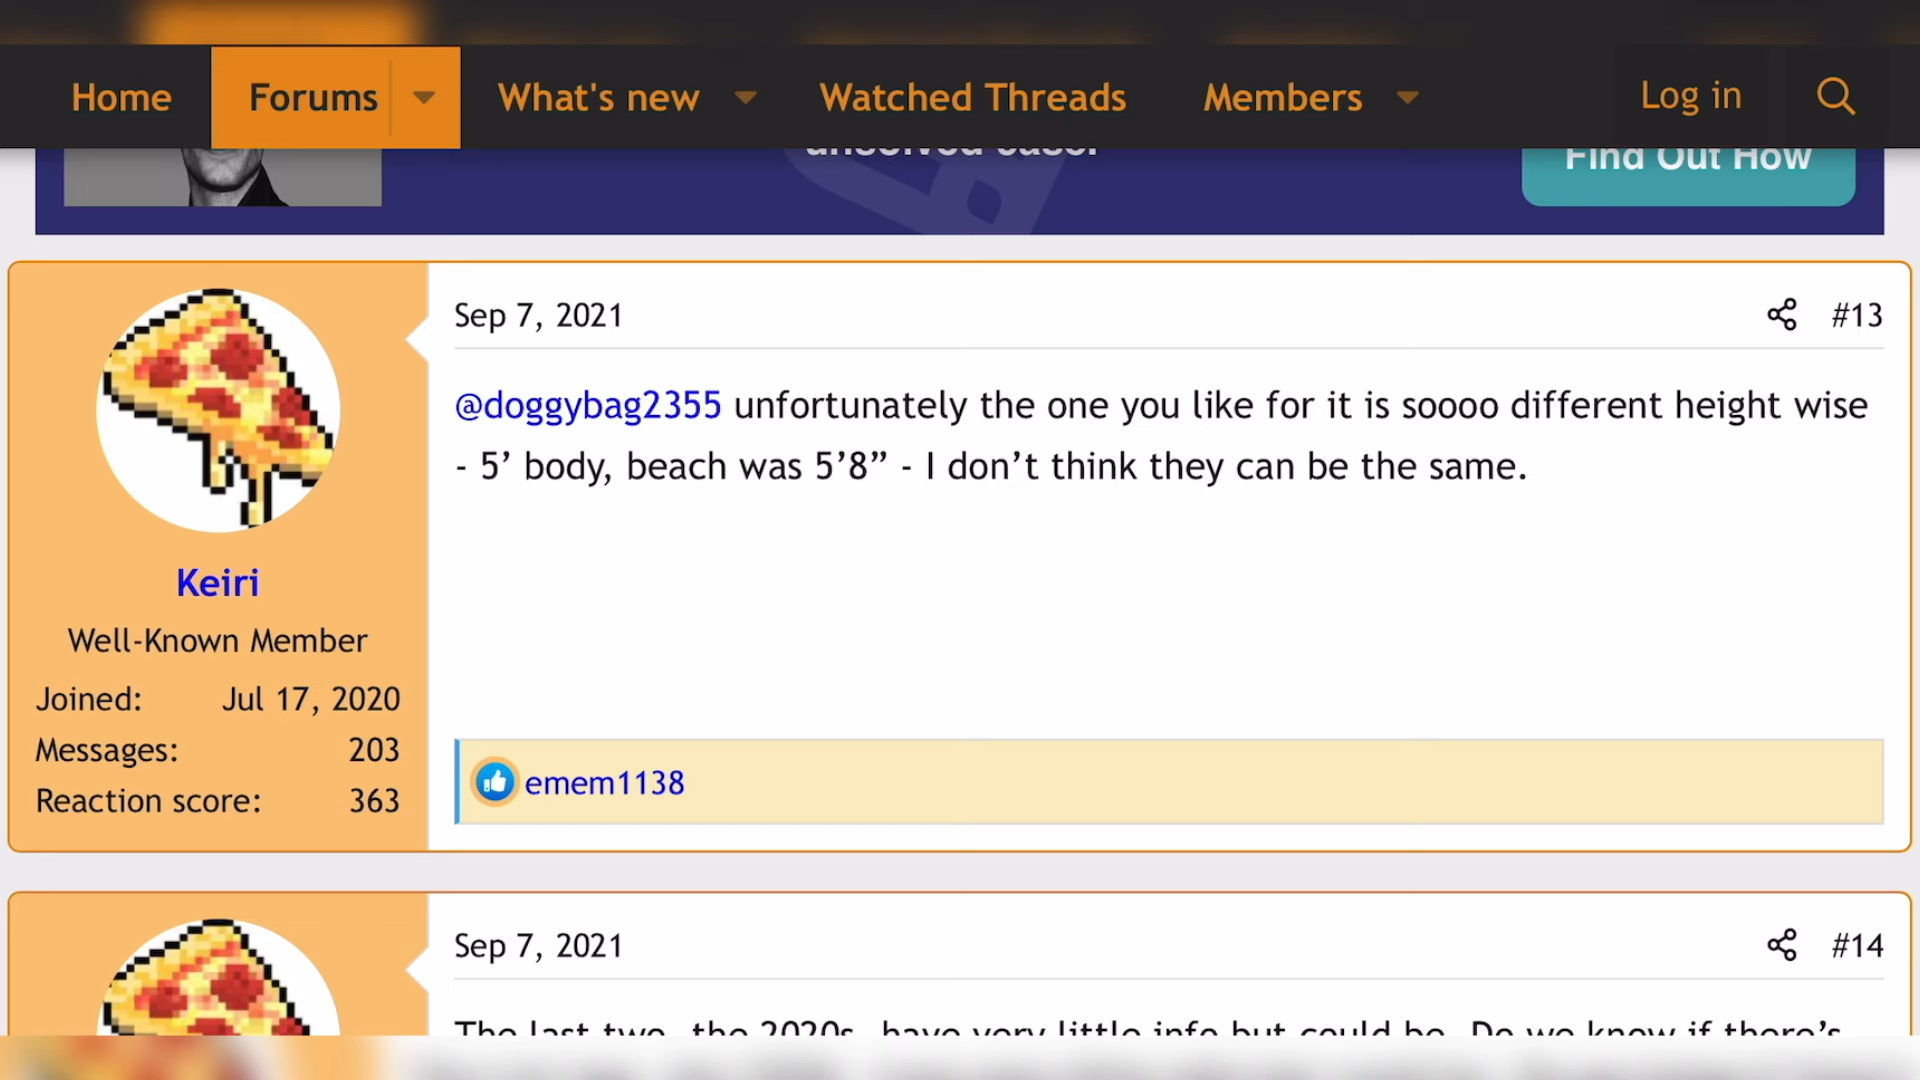 Home Forums What's new Watched Threads Members Log in
unsolved case. Find Out How
Sep 7, 2021 #13
@doggybag2355 unfortunately the one you like for it is soooo different height wise
- 5’ body, beach was 5’8” - I don’t think they can be the same.
Keiri
Well-Known Member
Joined: Jul 17, 2020
Messages: 203
Reaction score: 363
emem1138
Sep 7, 2021 #14
The last two, the 2020s, have very little info but could be. Do we know if there’s